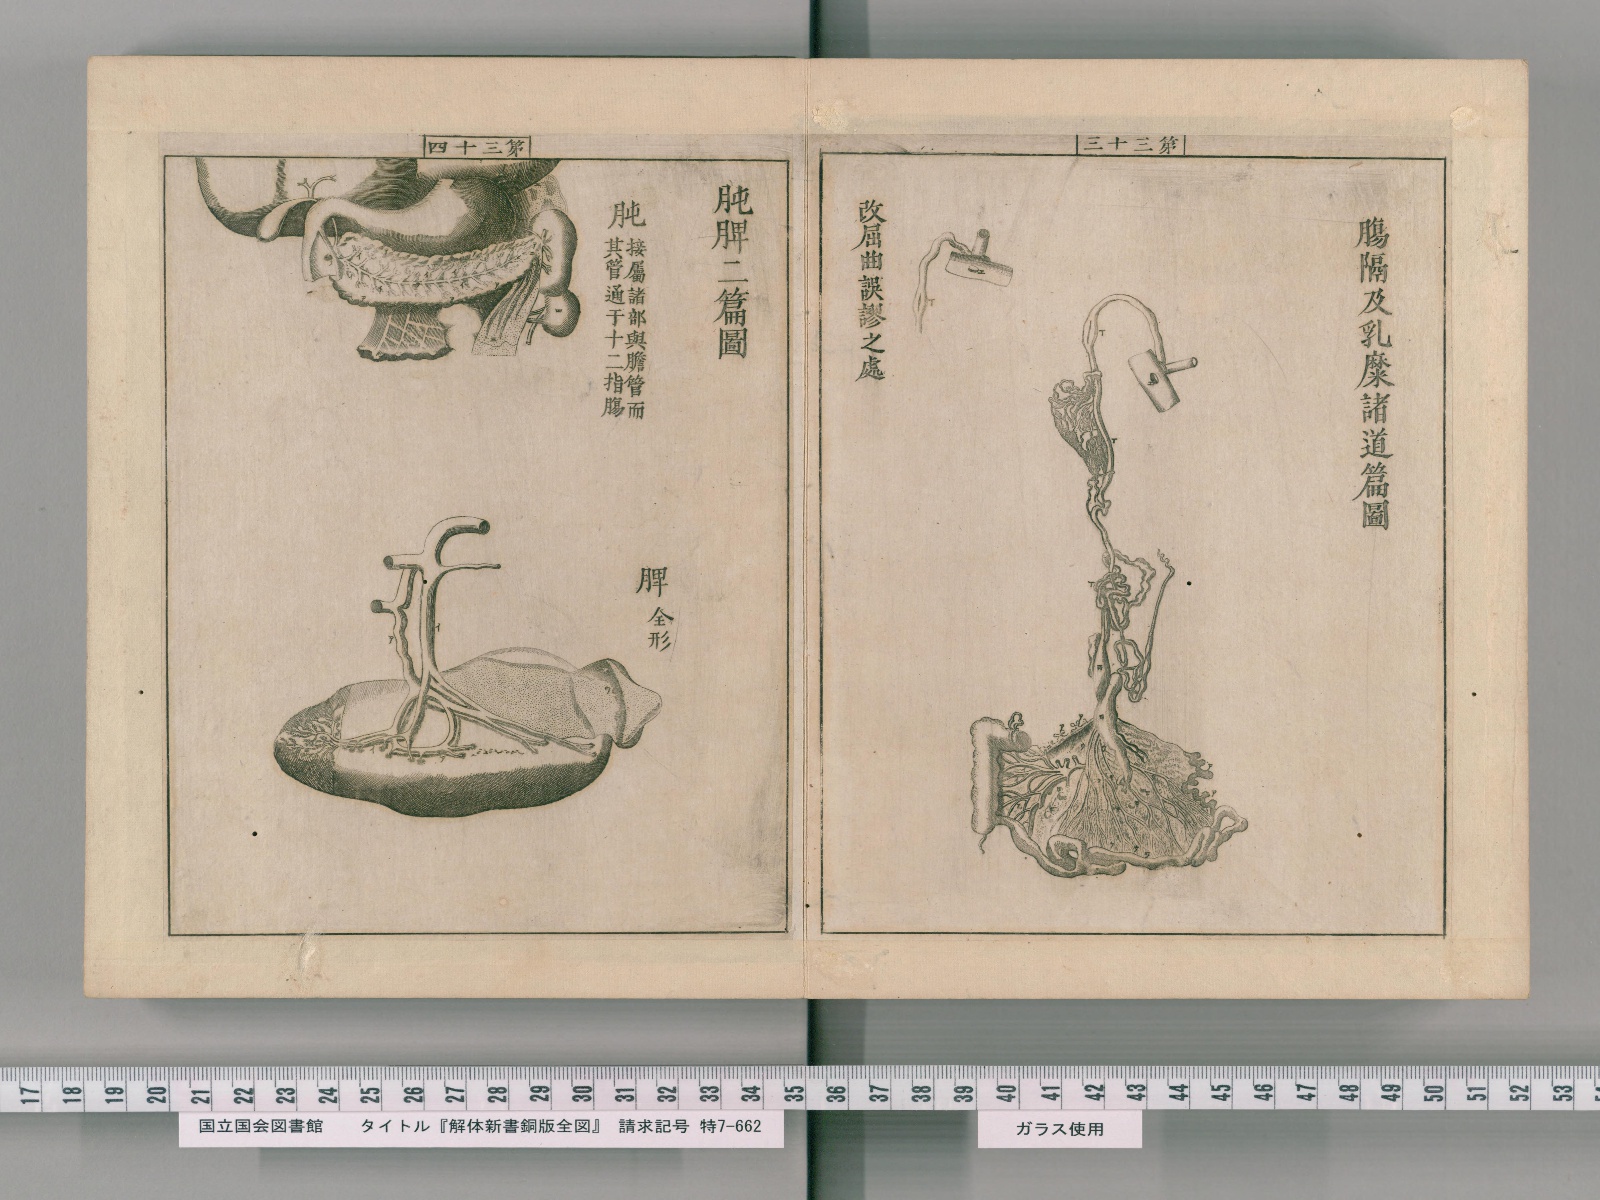 第三十三
腸隔及乳糜諸道篇圖
改屈曲誤謬之處
第三十四
肫脾二篇圖
肫
接屬諸部與膽管而
其管通于十二指腸
脾
全形
17 18 19 20 21 22 23 24 25 26 27 28 29 30 31 32 33 34 35 36 37 38 39 40 41 42 43 44 45 46 47 48 49 50 51 52 53
国立国会図書館 タイトル『解体新書銅版全図』 請求記号 特7-662
ガラス使用